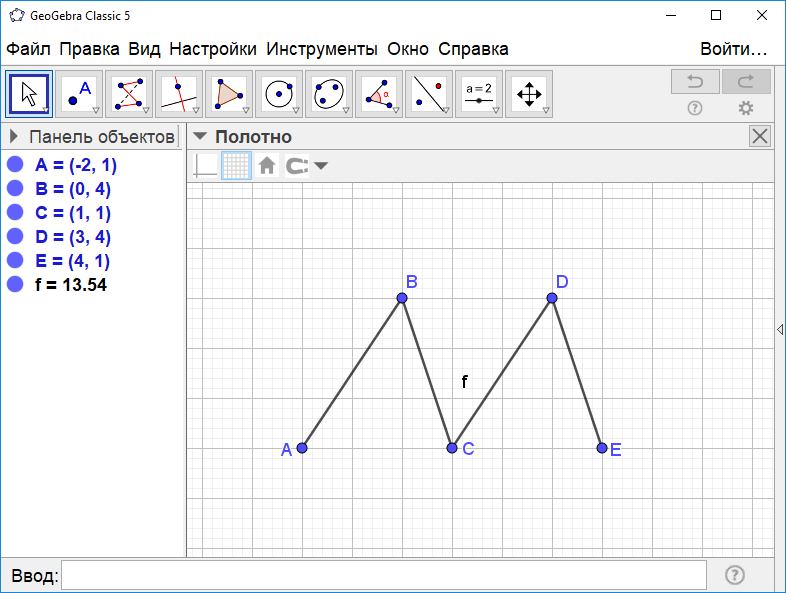 GeoGebra Classic 5
Файл Правка Вид Настройки Инструменты Окно Справка Войти...
A α a = 2
Панель объектов Полотно
A = (-2, 1)
B = (0, 4)
C = (1, 1)
D = (3, 4)
E = (4, 1)
f = 13.54
B D
f
A C E
Ввод: